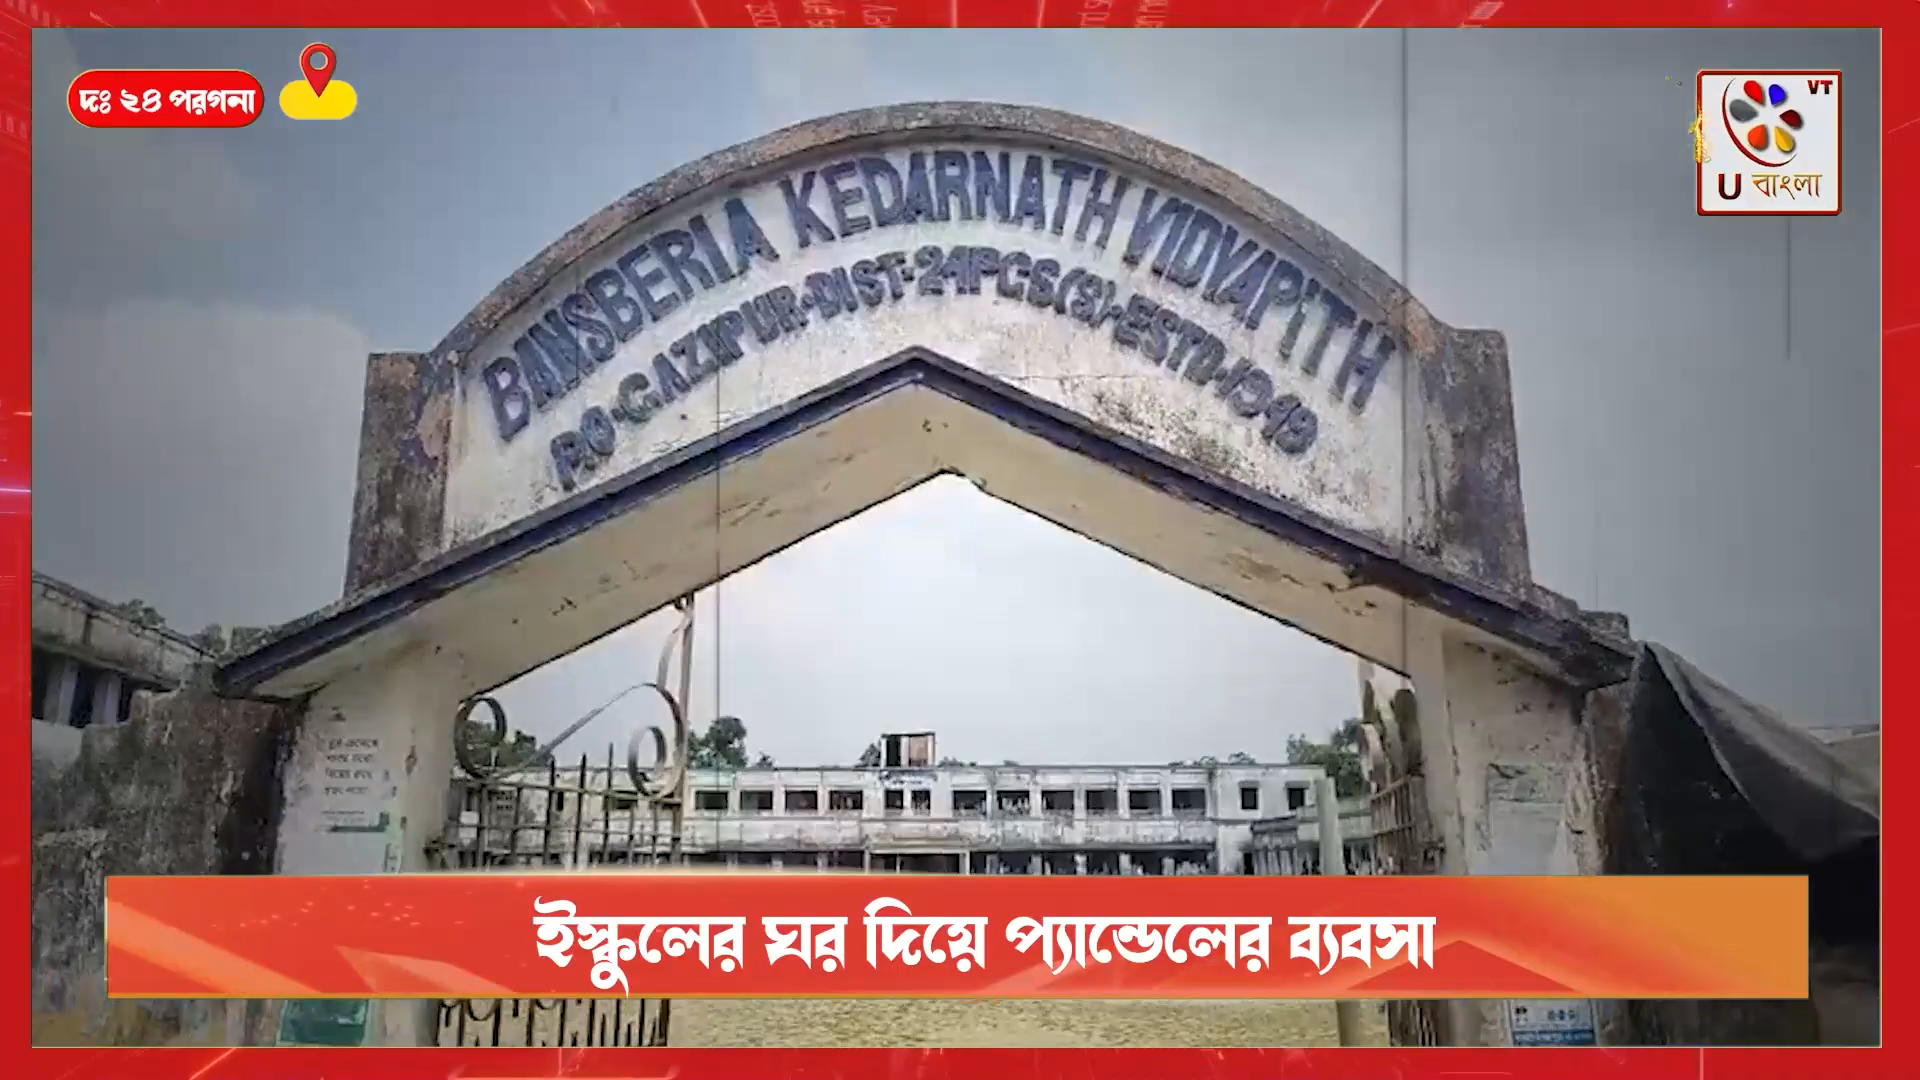 দঃ ২৪ পরগনা
VT
U বাংলা
BANSBERIA KEDARNATH VIDYAPITH
P.O-GAZIPUR-DIST-24PGS(S)-ESTD-1949
ইস্কুলের ঘর দিয়ে প্যান্ডেলের ব্যবসা